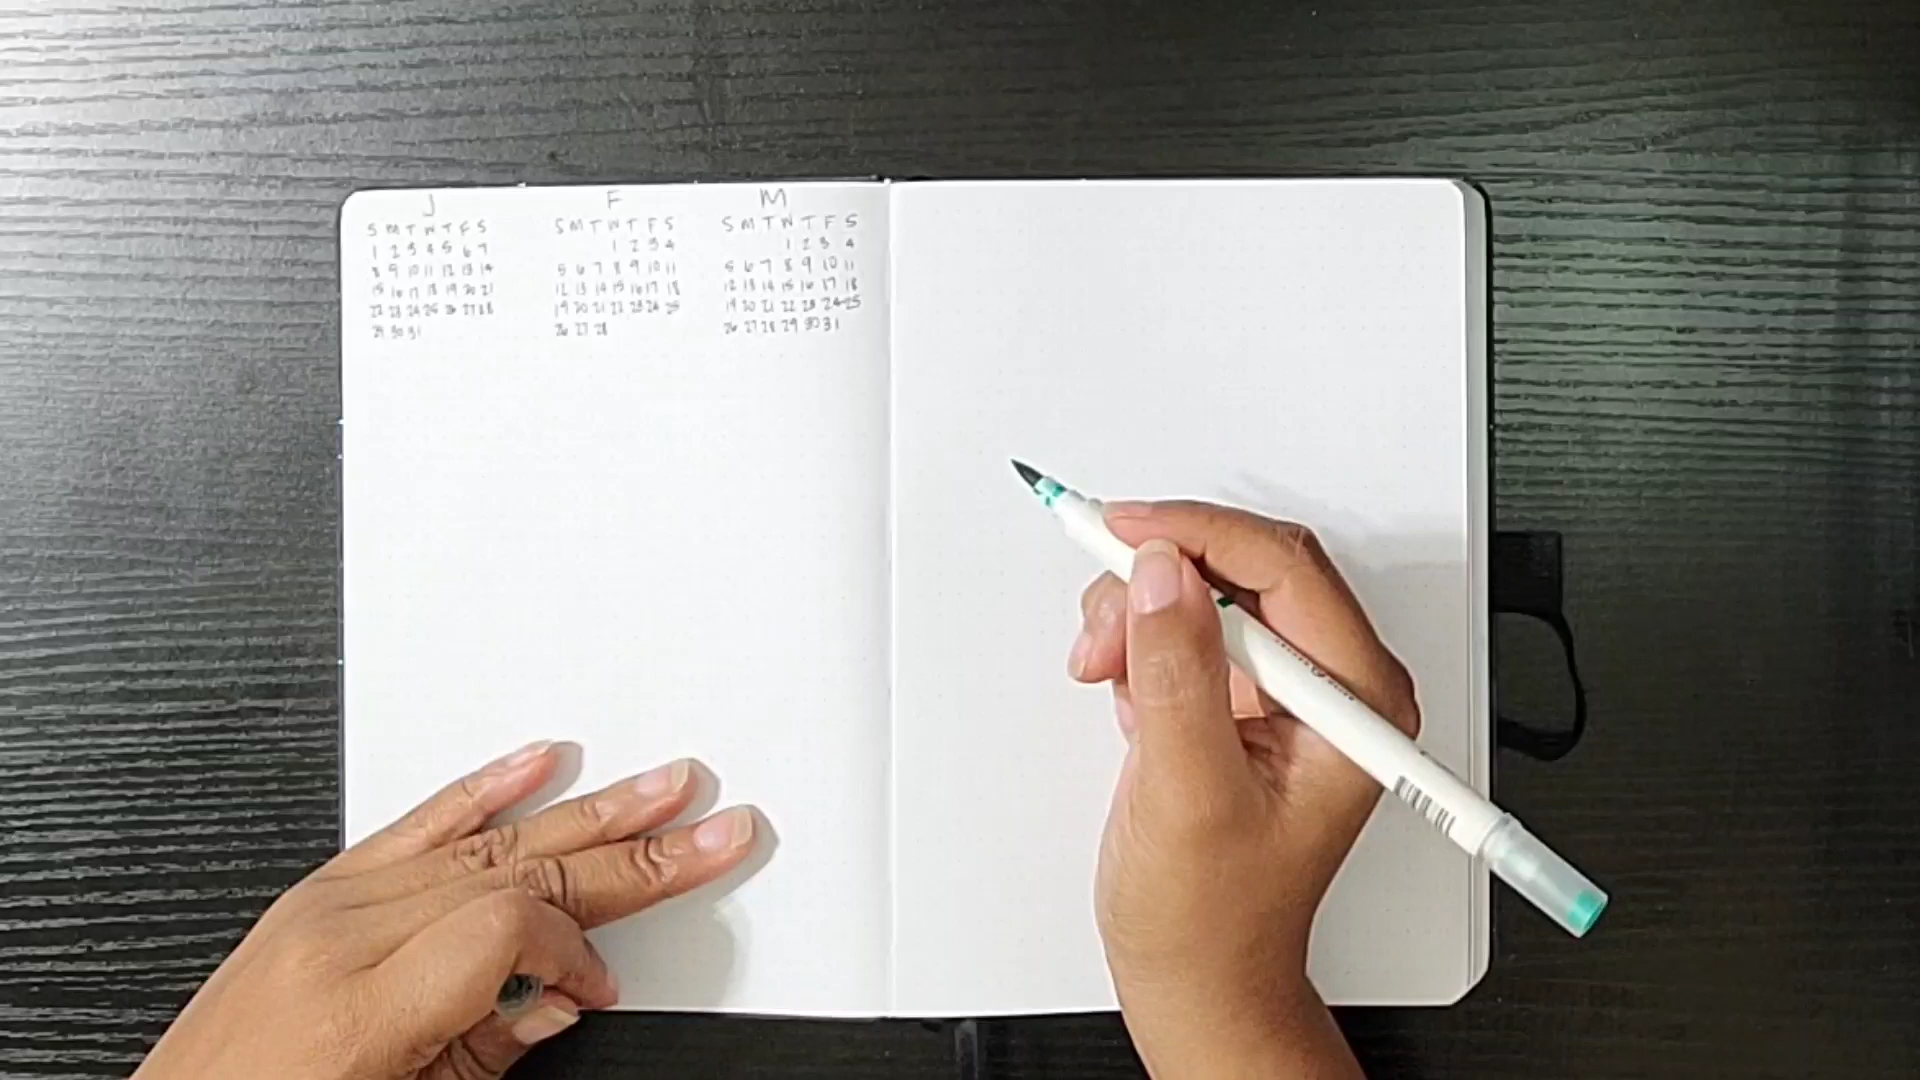 J
S M T W T F S
1 2 3 4 5 6 7
8 9 10 11 12 13 14
15 16 17 18 19 20 21
22 23 24 25 26 27 28
29 30 31
F
S M T W T F S
1 2 3 4
5 6 7 8 9 10 11
12 13 14 15 16 17 18
19 20 21 22 23 24 25
26 27 28
M
S M T W T F S
1 2 3 4
5 6 7 8 9 10 11
12 13 14 15 16 17 18
19 20 21 22 23 24 25
26 27 28 29 30 31